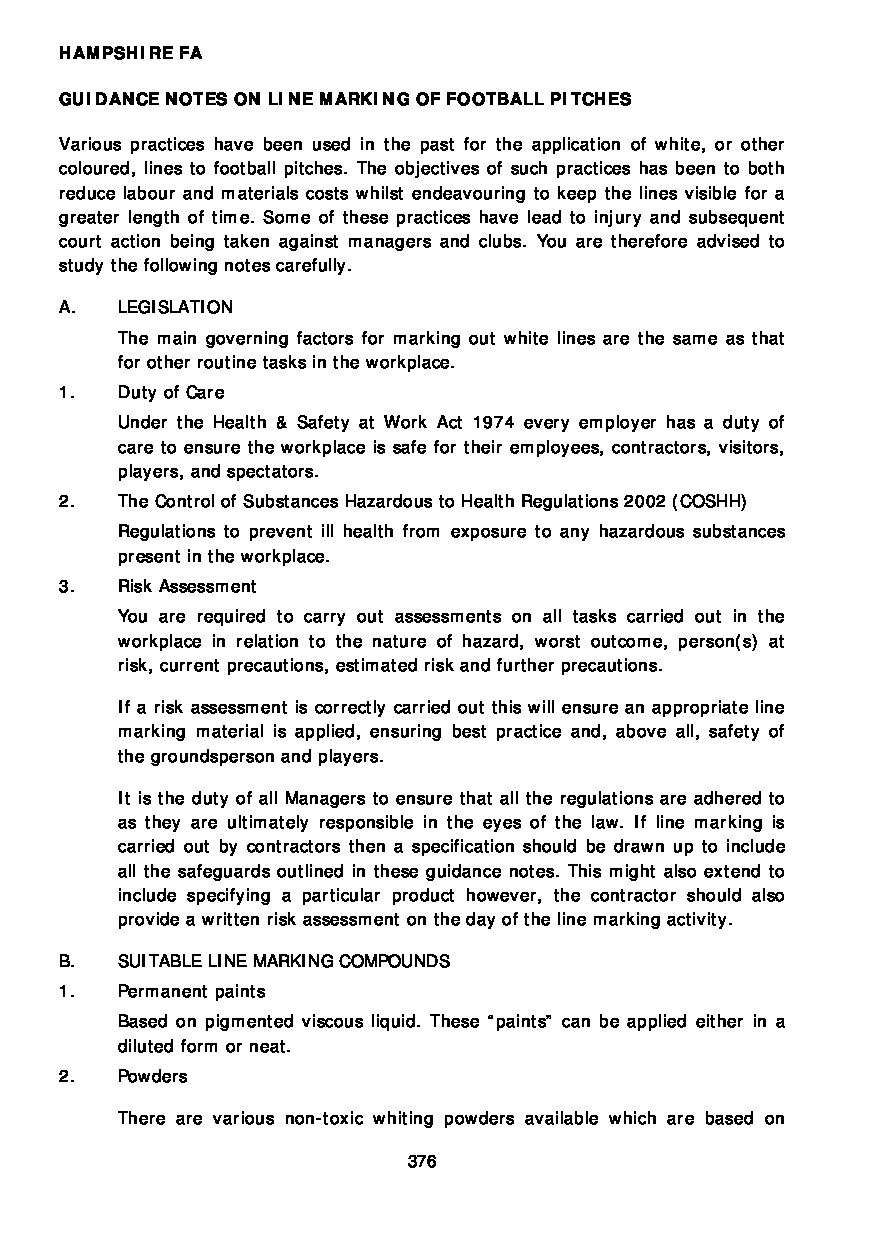 HAMPSHIRE FA
GUIDANCE NOTES ON LINE MARKING OF FOOTBALL PITCHES
Various practices have been used in the past for the application of white, or other
coloured, lines to football pitches. The objectives of such practices has been to both
reduce labour and materials costs whilst endeavouring to keep the lines visible for a
greater length of time. Some of these practices have lead to injury and subsequent
court action being taken against managers and clubs. You are therefore advised to
study the following notes carefully.
A. LEGISLATION
The main governing factors for marking out white lines are the same as that
for other routine tasks in the workplace.
1. Duty of Care
Under the Health & Safety at Work Act 1974 every employer has a duty of
care to ensure the workplace is safe for their employees, contractors, visitors,
players, and spectators.
2. The Control of Substances Hazardous to Health Regulations 2002 (COSHH)
Regulations to prevent ill health from exposure to any hazardous substances
present in the workplace.
3. Risk Assessment
You are required to carry out assessments on all tasks carried out in the
workplace in relation to the nature of hazard, worst outcome, person(s) at
risk, current precautions, estimated risk and further precautions.
If a risk assessment is correctly carried out this will ensure an appropriate line
marking material is applied, ensuring best practice and, above all, safety of
the groundsperson and players.
It is the duty of all Managers to ensure that all the regulations are adhered to
as they are ultimately responsible in the eyes of the law. If line marking is
carried out by contractors then a specification should be drawn up to include
all the safeguards outlined in these guidance notes. This might also extend to
include specifying a particular product however, the contractor should also
provide a written risk assessment on the day of the line marking activity.
B. SUITABLE LINE MARKING COMPOUNDS
1. Permanent paints
Based on pigmented viscous liquid. These “paints” can be applied either in a
diluted form or neat.
2. Powders
There are various non-toxic whiting powders available which are based on
376